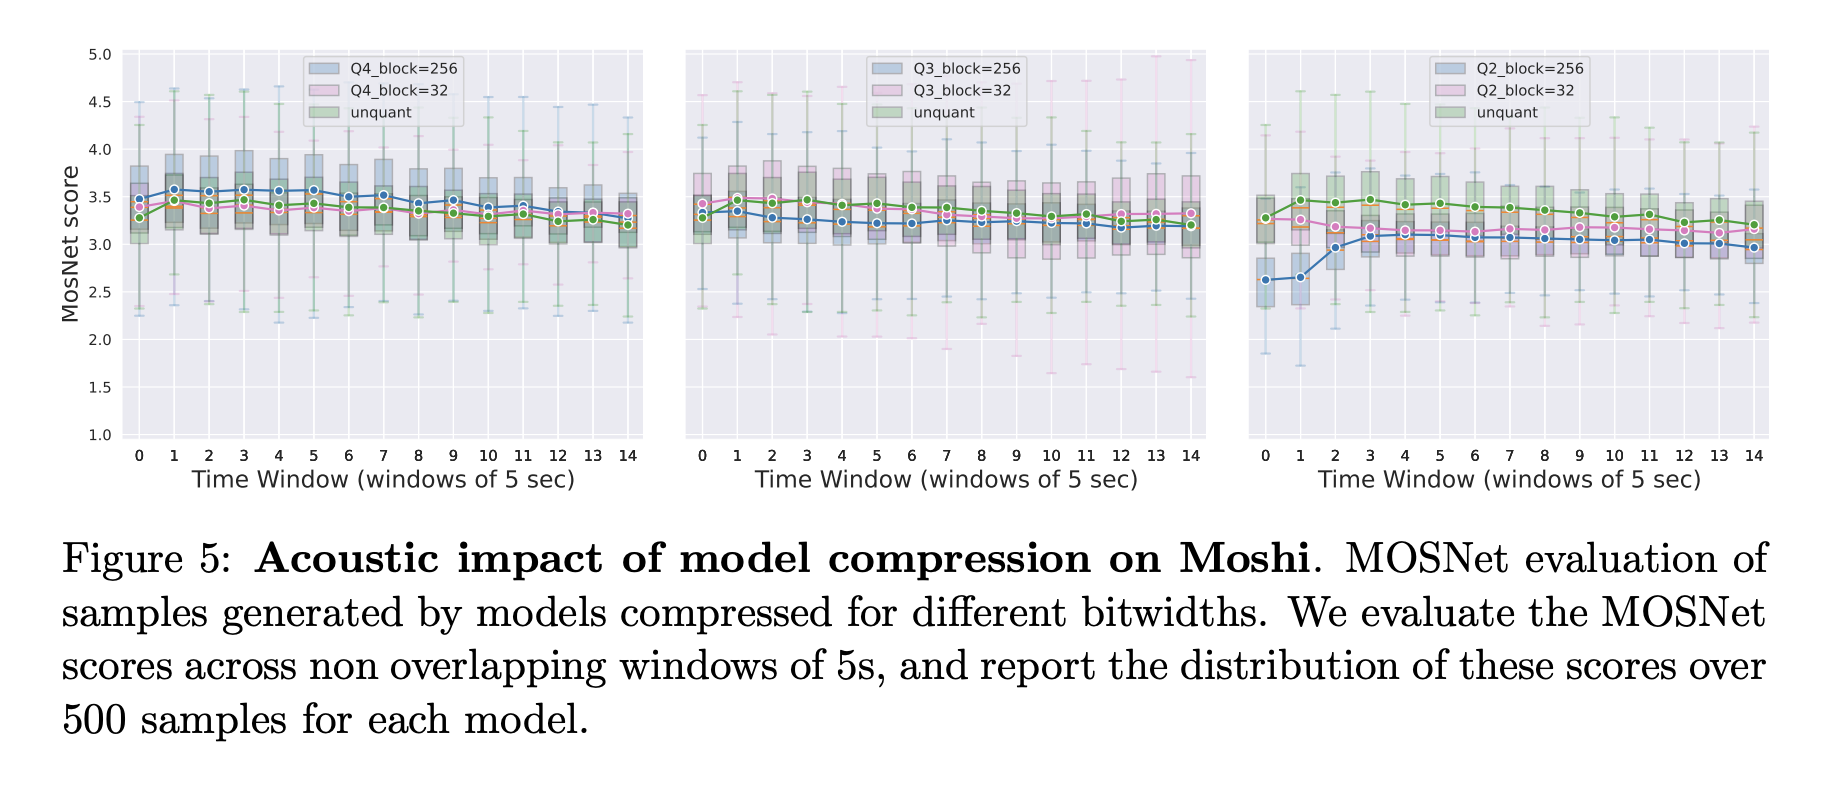 5.0
4.5
4.0
3.5
3.0
2.5
2.0
1.5
1.0
MosNet score
Q4_block=256
Q4_block=32
unquant
0 1 2 3 4 5 6 7 8 9 10 11 12 13 14
Time Window (windows of 5 sec)
Q3_block=256
Q3_block=32
unquant
0 1 2 3 4 5 6 7 8 9 10 11 12 13 14
Time Window (windows of 5 sec)
Q2_block=256
Q2_block=32
unquant
0 1 2 3 4 5 6 7 8 9 10 11 12 13 14
Time Window (windows of 5 sec)
Figure 5: Acoustic impact of model compression on Moshi. MOSNet evaluation of
samples generated by models compressed for different bitwidths. We evaluate the MOSNet
scores across non overlapping windows of 5s, and report the distribution of these scores over
500 samples for each model.